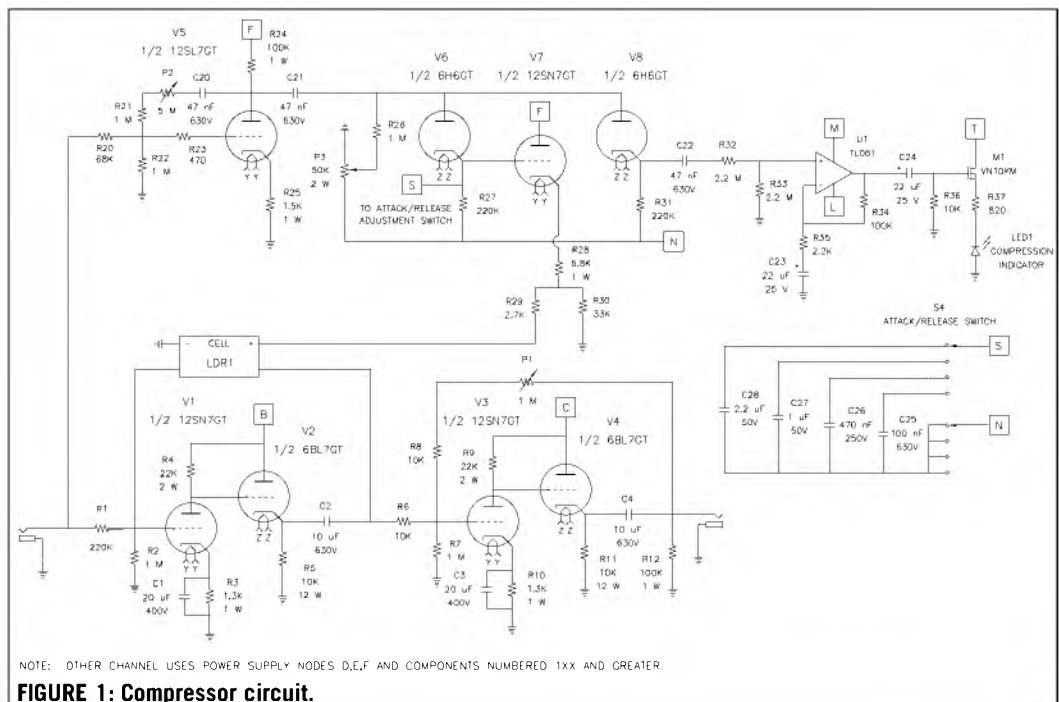 V5
1/2 12SL7GT
F
R24
100K
1 W
P2
5 M
C20
47 nF
630V
C21
47 nF
630V
R21
1 M
R20
68K
R22
1 M
R23
470
R25
1.5K
1 W
Y Y
V6
1/2 6H6GT
V7
1/2 12SN7GT
V8
1/2 6H6GT
R26
1 M
P3
50K
2 W
S
TO ATTACK/RELEASE
ADJUSTMENT SWITCH
Z Z
R27
220K
F
Y Y
Z Z
R31
220K
N
R28
6.8K
1 W
R29
2.7K
R30
33K
C22
47 nF
630V
R32
2.2 M
R33
2.2 M
M
U1
TL061
L
R34
100K
R35
2.2K
C23
22 uF
25 V
C24
22 uF
25 V
R36
10K
T
M1
VN10KM
R37
820
LED1
COMPRESSION
INDICATOR
S4
ATTACK/RELEASE SWITCH
S
N
C28
2.2 uF
50V
C27
1 uF
50V
C26
470 nF
250V
C25
100 nF
630V
- CELL +
LDR1
V1
1/2 12SN7GT
B
V2
1/2 6BL7GT
R4
22K
2 W
R1
220K
R2
1 M
Y Y
C1
20 uF
400V
R3
1.3K
1 W
Z Z
R5
10K
12 W
C2
10 uF
630V
R6
10K
P1
1 M
V3
1/2 12SN7GT
C
V4
1/2 6BL7GT
R8
10K
R9
22K
2 W
R7
1 M
Y Y
C3
20 uF
400V
R10
1.3K
1 W
Z Z
C4
10 uF
630V
R11
10K
12 W
R12
100K
1 W
NOTE: OTHER CHANNEL USES POWER SUPPLY NODES D,E,F AND COMPONENTS NUMBERED 1XX AND GREATER.
FIGURE 1: Compressor circuit.